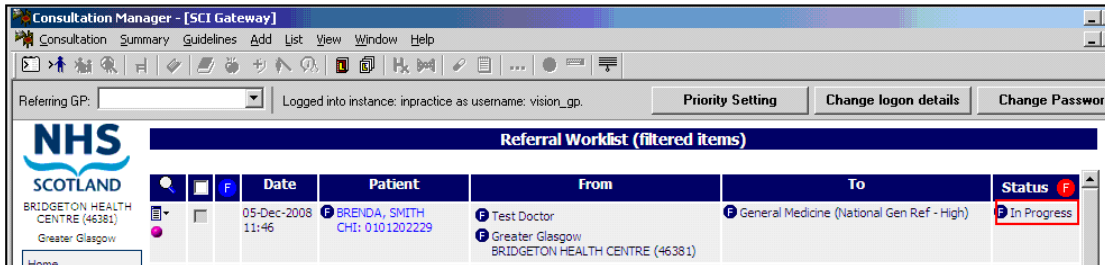 Consultation Manager - [SCI Gateway]
Consultation Summary Guidelines Add List View Window Help
Referring GP: Logged into instance: inpractice as username: vision_gp. Priority Setting Change logon details Change Passwor
NHS
SCOTLAND
BRIDGETON HEALTH
CENTRE (46381)
Greater Glasgow
Home
Referral Worklist (filtered items)
F Date Patient From To Status F
05-Dec-2008 F BRENDA, SMITH F Test Doctor F General Medicine (National Gen Ref - High) F In Progress
11:46 CHI: 0101202229
F Greater Glasgow
BRIDGETON HEALTH CENTRE (46381)